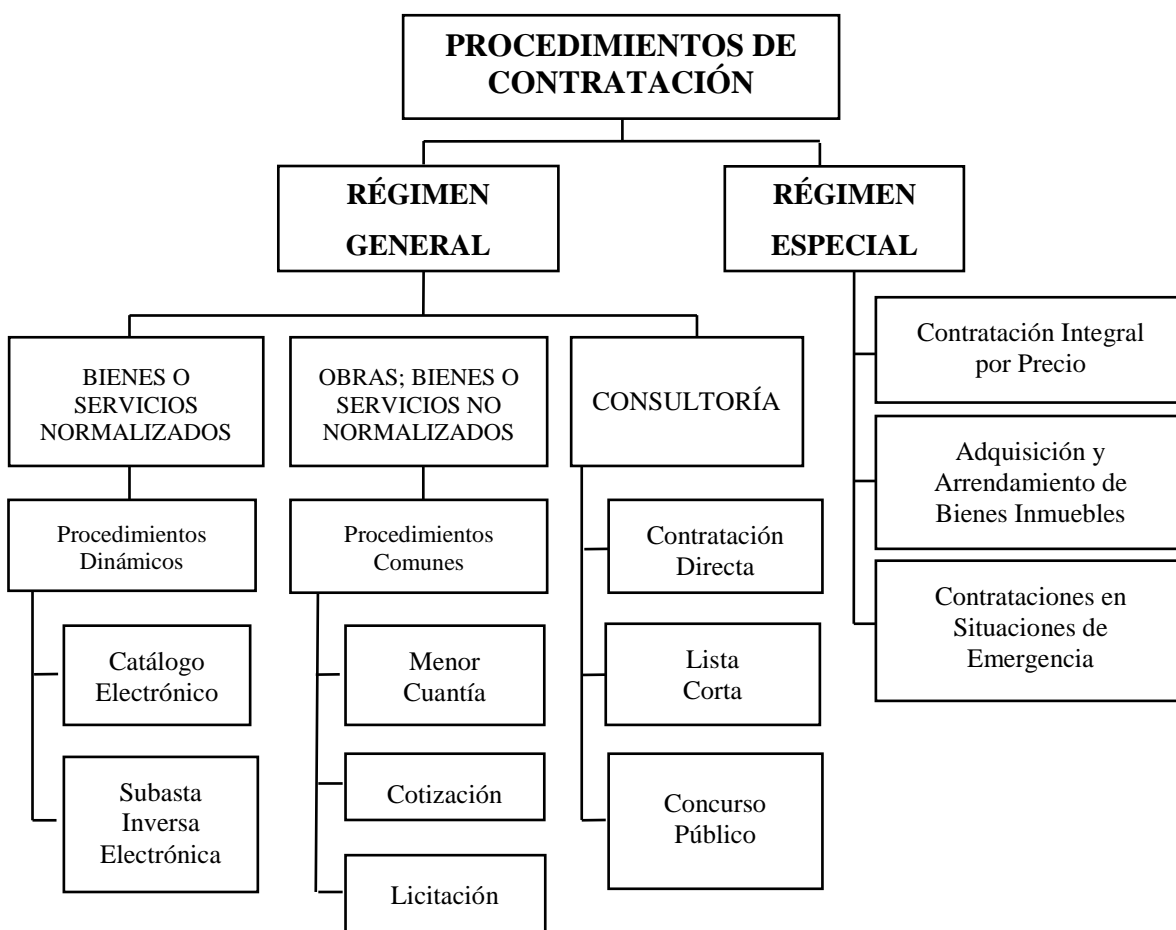 PROCEDIMIENTOS DE
CONTRATACIÓN
RÉGIMEN
GENERAL
RÉGIMEN
ESPECIAL
BIENES O
SERVICIOS
NORMALIZADOS
OBRAS; BIENES O
SERVICIOS NO
NORMALIZADOS
CONSULTORÍA
Contratación Integral
por Precio
Adquisición y
Arrendamiento de
Bienes Inmuebles
Contrataciones en
Situaciones de
Emergencia
Procedimientos
Dinámicos
Procedimientos
Comunes
Contratación
Directa
Catálogo
Electrónico
Menor
Cuantía
Lista
Corta
Subasta
Inversa
Electrónica
Cotización
Concurso
Público
Licitación